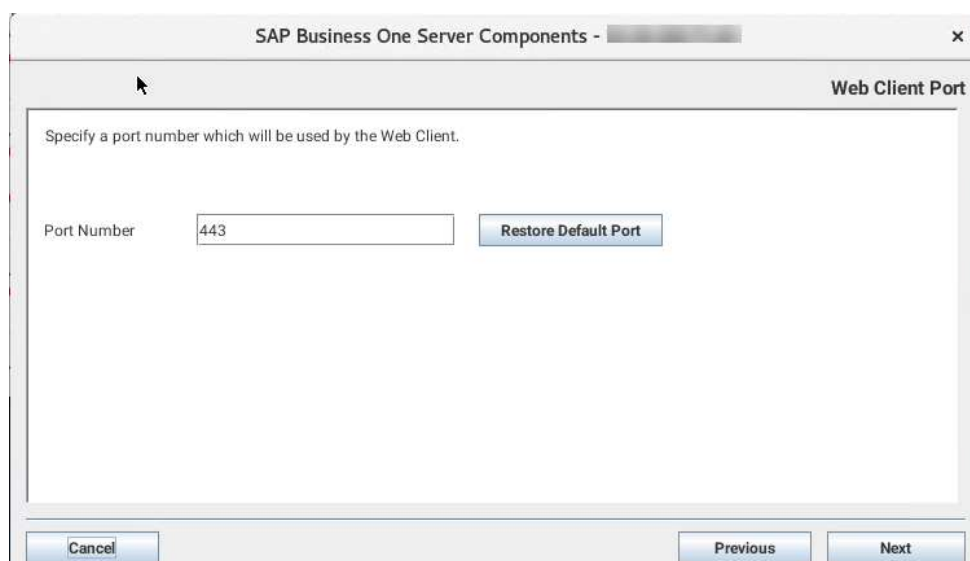 SAP Business One Server Components -
×
Web Client Port
Specify a port number which will be used by the Web Client.
Port Number 443 Restore Default Port
Cancel Previous Next